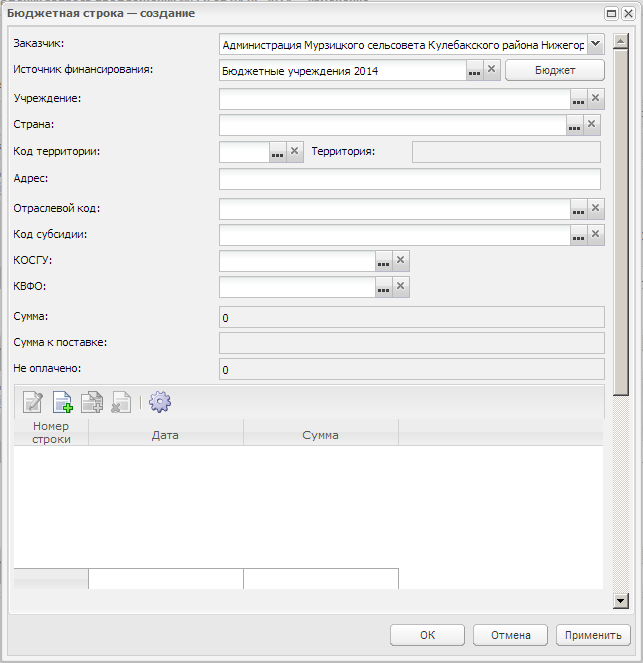 Бюджетная строка — создание
Заказчик: Администрация Мурзицкого сельсовета Кулебакского района Нижегор
Источник финансирования: Бюджетные учреждения 2014 ... Бюджет
Учреждение: ...
Страна: ...
Код территории: ... Территория:
Адрес:
Отраслевой код: ...
Код субсидии: ...
КОСГУ: ...
КВФО: ...
Сумма: 0
Сумма к поставке:
Не оплачено: 0
Номер строки Дата Сумма
ОК Отмена Применить